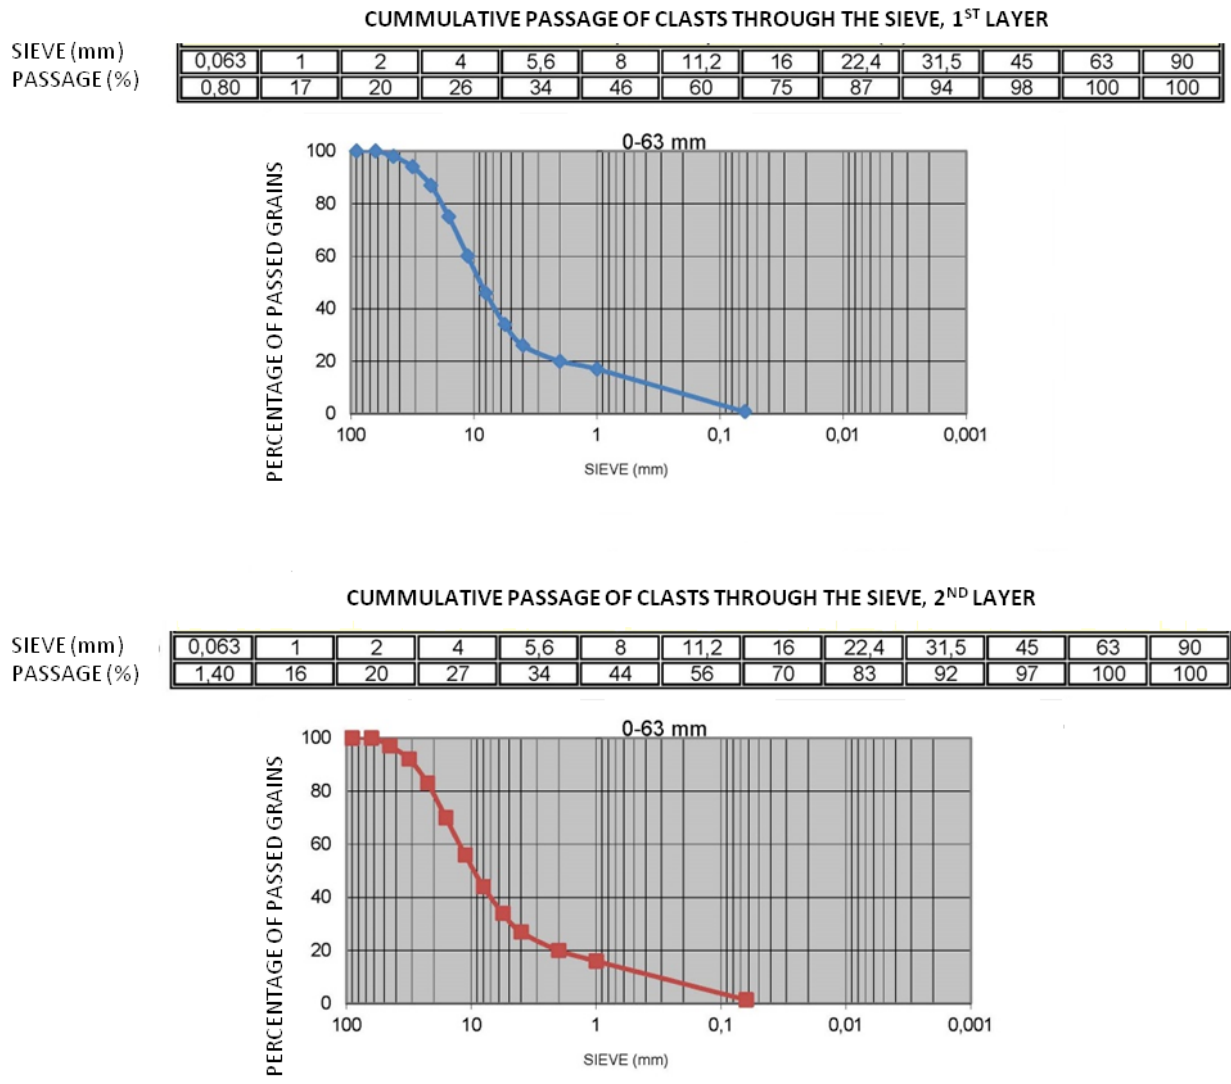 CUMMULATIVE PASSAGE OF CLASTS THROUGH THE SIEVE, 1ST LAYER
SIEVE (mm) 0,063 1 2 4 5,6 8 11,2 16 22,4 31,5 45 63 90
PASSAGE (%) 0,80 17 20 26 34 46 60 75 87 94 98 100 100
0-63 mm
PERCENTAGE OF PASSED GRAINS
100
80
60
40
20
0
100 10 1 0,1 0,01 0,001
SIEVE (mm)
CUMMULATIVE PASSAGE OF CLASTS THROUGH THE SIEVE, 2ND LAYER
SIEVE (mm) 0,063 1 2 4 5,6 8 11,2 16 22,4 31,5 45 63 90
PASSAGE (%) 1,40 16 20 27 34 44 56 70 83 92 97 100 100
0-63 mm
PERCENTAGE OF PASSED GRAINS
100
80
60
40
20
0
100 10 1 0,1 0,01 0,001
SIEVE (mm)